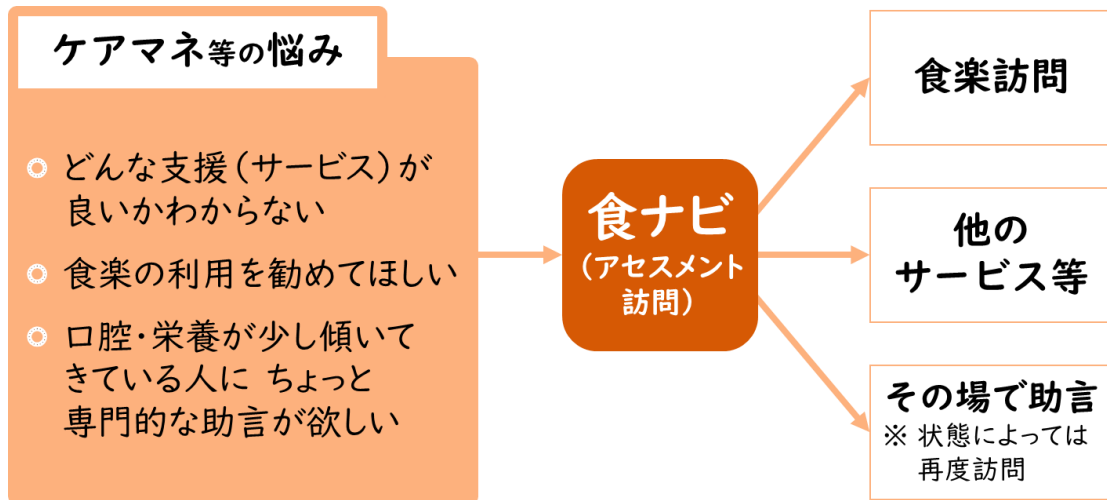 ケアマネ等の悩み
どんな支援(サービス)が
良いかわからない
食楽の利用を勧めてほしい
口腔・栄養が少し傾いて
きている人に ちょっと
専門的な助言が欲しい
食ナビ
(アセスメント
訪問)
食楽訪問
他の
サービス等
その場で助言
※ 状態によっては
再度訪問